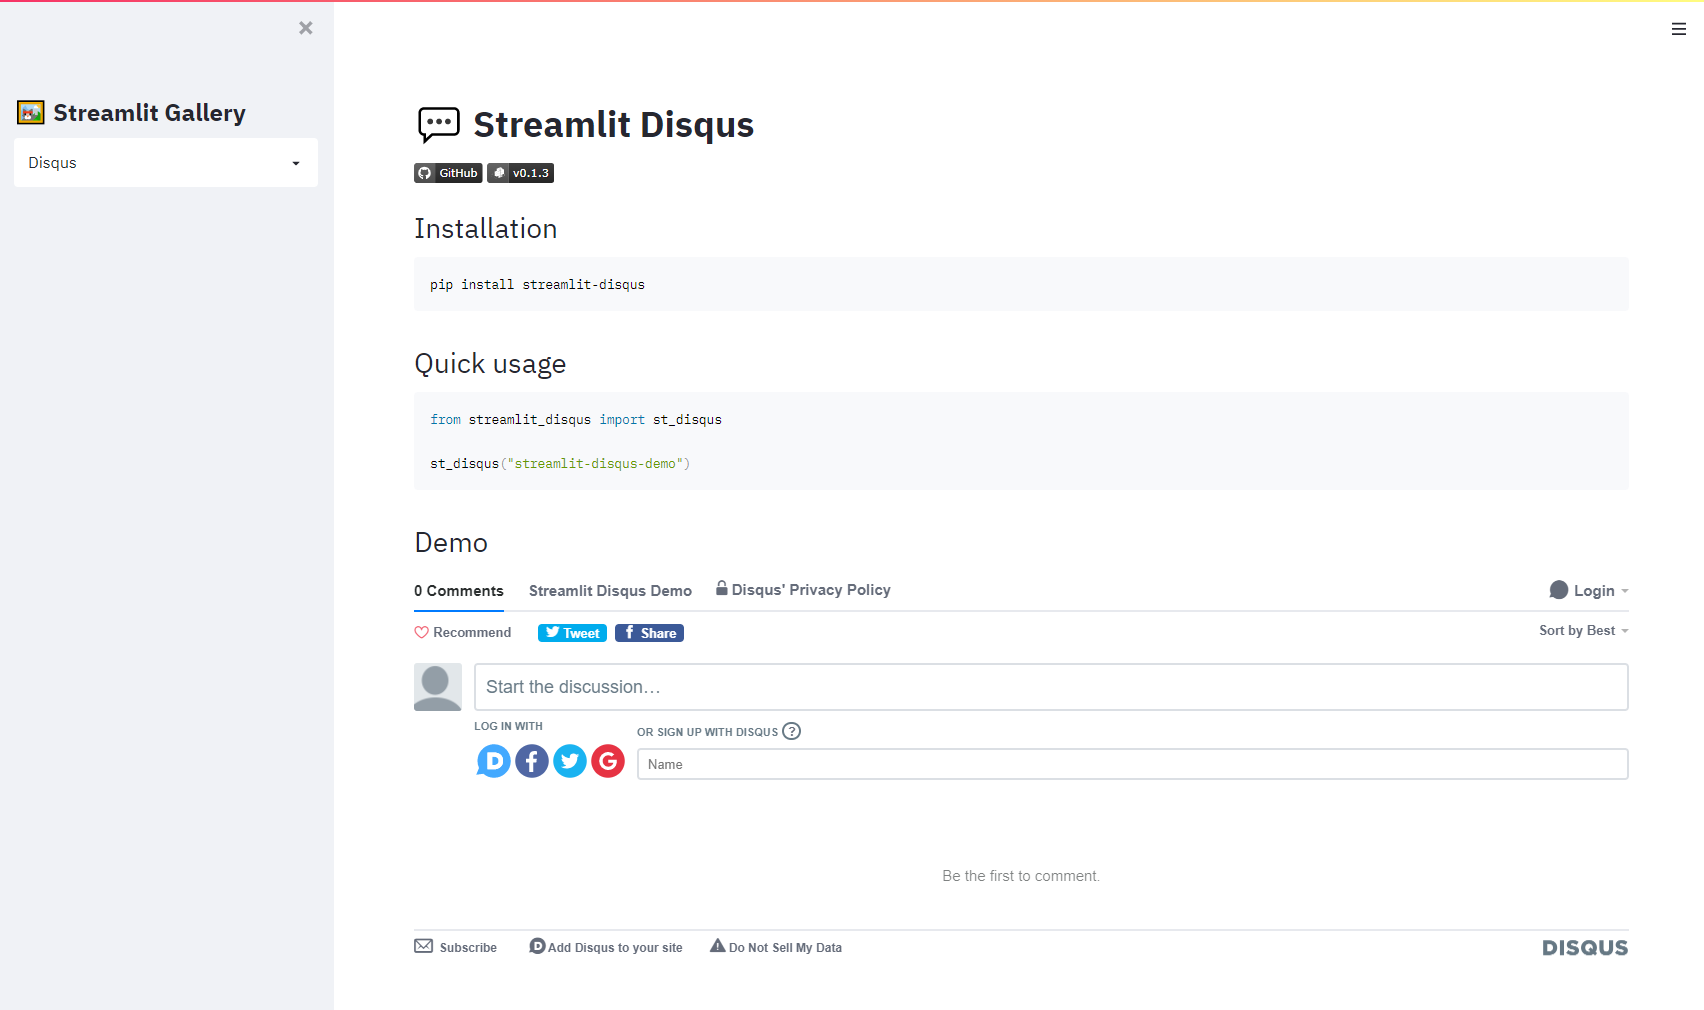 Streamlit Gallery
Disqus
Streamlit Disqus
GitHub v0.1.3
Installation
pip install streamlit-disqus
Quick usage
from streamlit_disqus import st_disqus
st_disqus("streamlit-disqus-demo")
Demo
0 Comments Streamlit Disqus Demo Disqus' Privacy Policy Login
Recommend Tweet Share Sort by Best
Start the discussion…
LOG IN WITH
OR SIGN UP WITH DISQUS ?
Name
Be the first to comment.
Subscribe Add Disqus to your site Do Not Sell My Data DISQUS